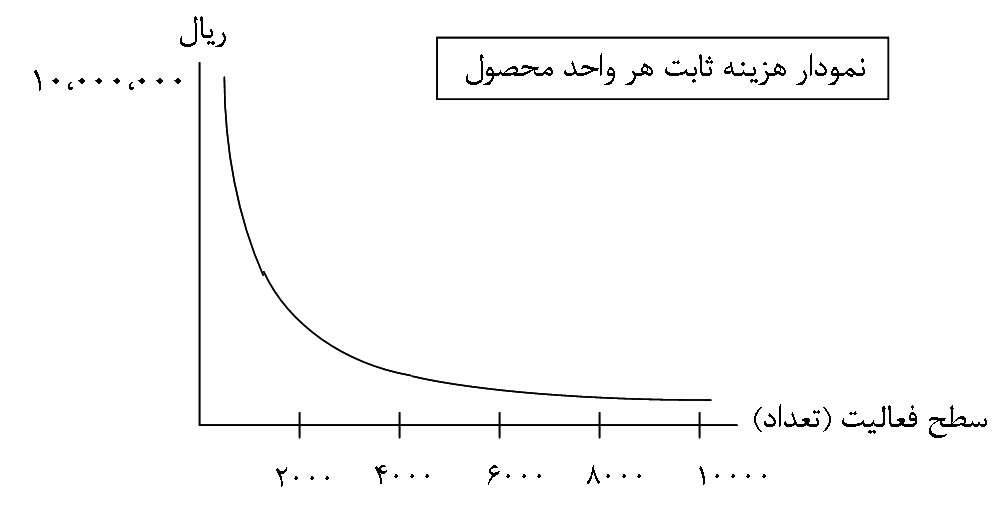 ریال
نمودار هزینه ثابت هر واحد محصول
۱۰،۰۰۰،۰۰۰
سطح فعالیت (تعداد)
۲۰۰۰ ۴۰۰۰ ۶۰۰۰ ۸۰۰۰ ۱۰۰۰۰